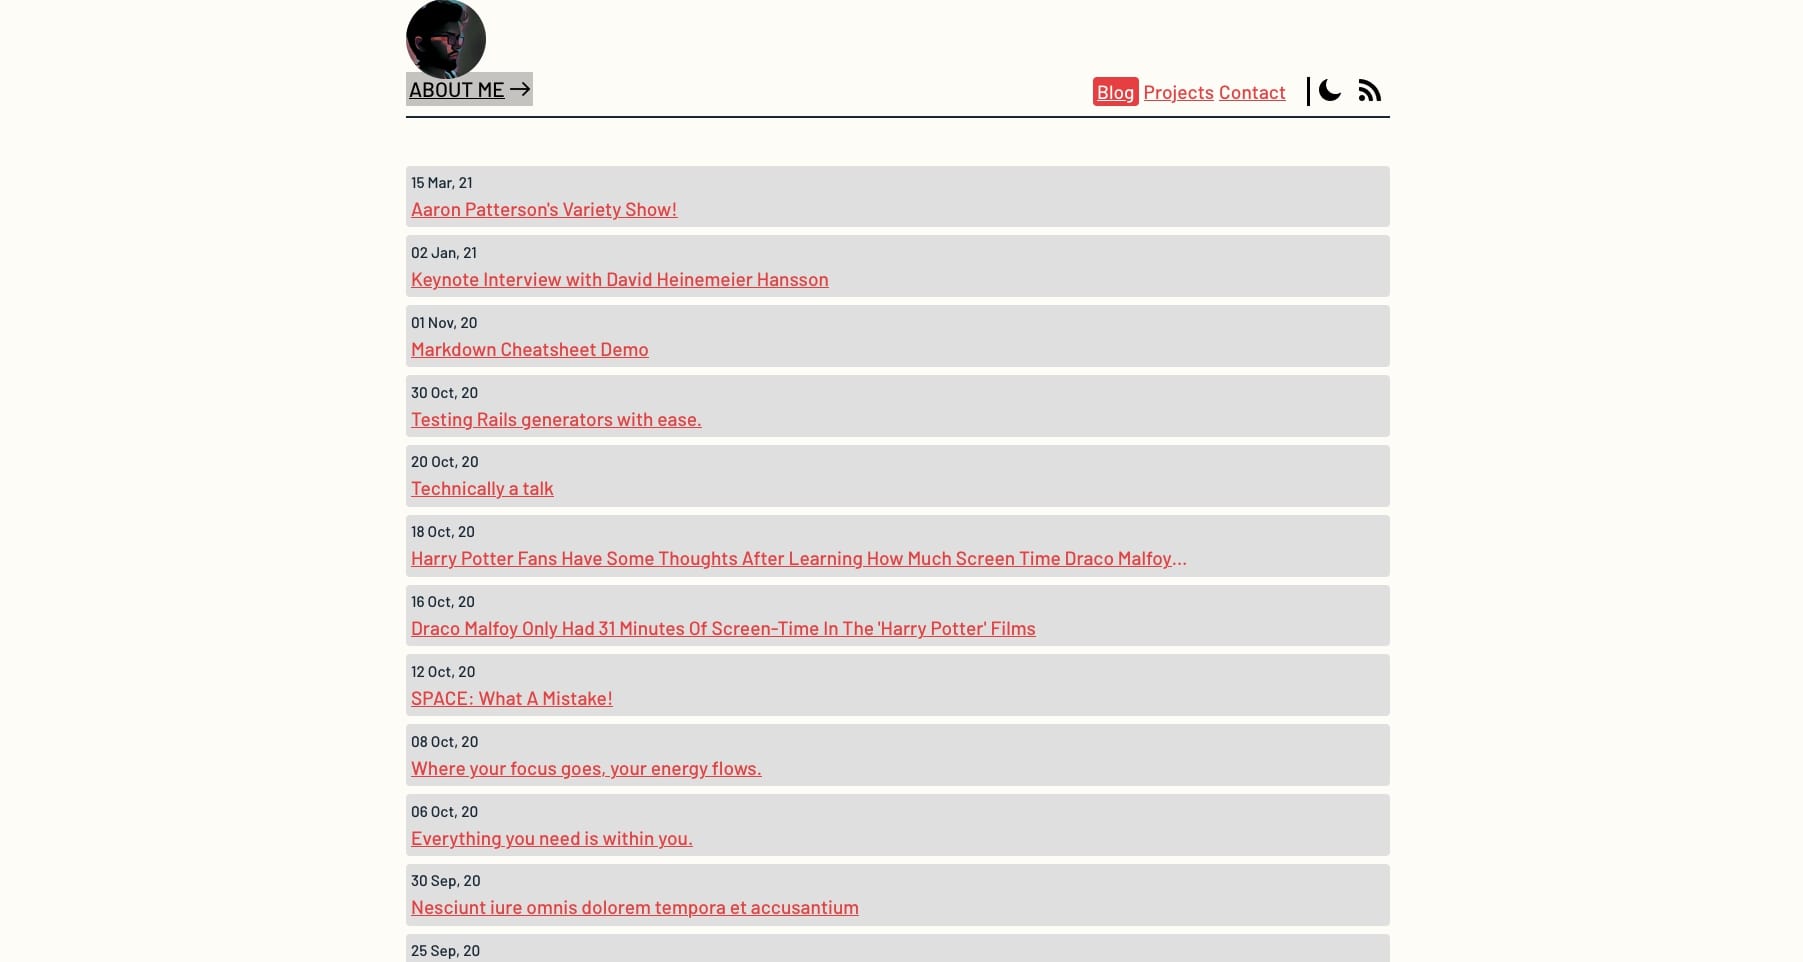 ABOUT ME →
Blog Projects Contact
15 Mar, 21
Aaron Patterson's Variety Show!
02 Jan, 21
Keynote Interview with David Heinemeier Hansson
01 Nov, 20
Markdown Cheatsheet Demo
30 Oct, 20
Testing Rails generators with ease.
20 Oct, 20
Technically a talk
18 Oct, 20
Harry Potter Fans Have Some Thoughts After Learning How Much Screen Time Draco Malfoy...
16 Oct, 20
Draco Malfoy Only Had 31 Minutes Of Screen-Time In The 'Harry Potter' Films
12 Oct, 20
SPACE: What A Mistake!
08 Oct, 20
Where your focus goes, your energy flows.
06 Oct, 20
Everything you need is within you.
30 Sep, 20
Nesciunt iure omnis dolorem tempora et accusantium
25 Sep, 20